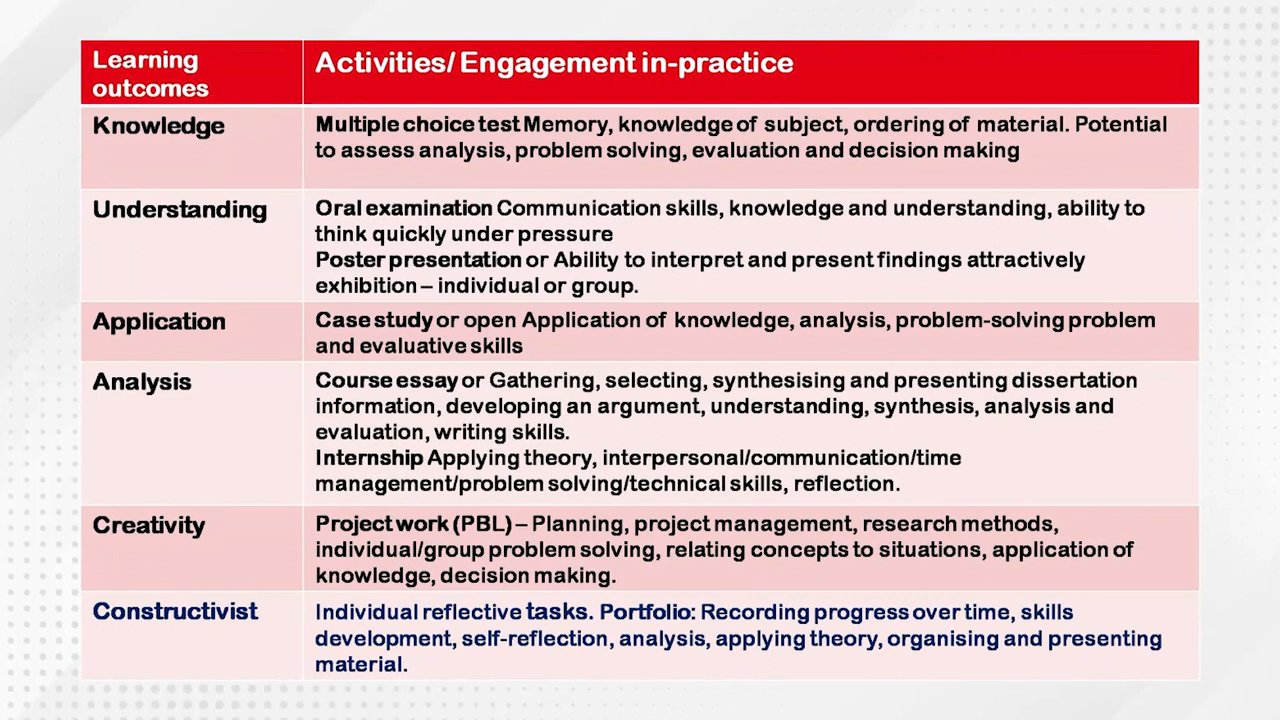 Learning
outcomes
Activities/ Engagement in-practice
Knowledge
Multiple choice test Memory, knowledge of subject, ordering of material. Potential
to assess analysis, problem solving, evaluation and decision making
Understanding
Oral examination Communication skills, knowledge and understanding, ability to
think quickly under pressure
Poster presentation or Ability to interpret and present findings attractively
exhibition – individual or group.
Application
Case study or open Application of knowledge, analysis, problem-solving problem
and evaluative skills
Analysis
Course essay or Gathering, selecting, synthesising and presenting dissertation
information, developing an argument, understanding, synthesis, analysis and
evaluation, writing skills.
Internship Applying theory, interpersonal/communication/time
management/problem solving/technical skills, reflection.
Creativity
Project work (PBL) – Planning, project management, research methods,
individual/group problem solving, relating concepts to situations, application of
knowledge, decision making.
Constructivist
Individual reflective tasks. Portfolio: Recording progress over time, skills
development, self-reflection, analysis, applying theory, organising and presenting
material.